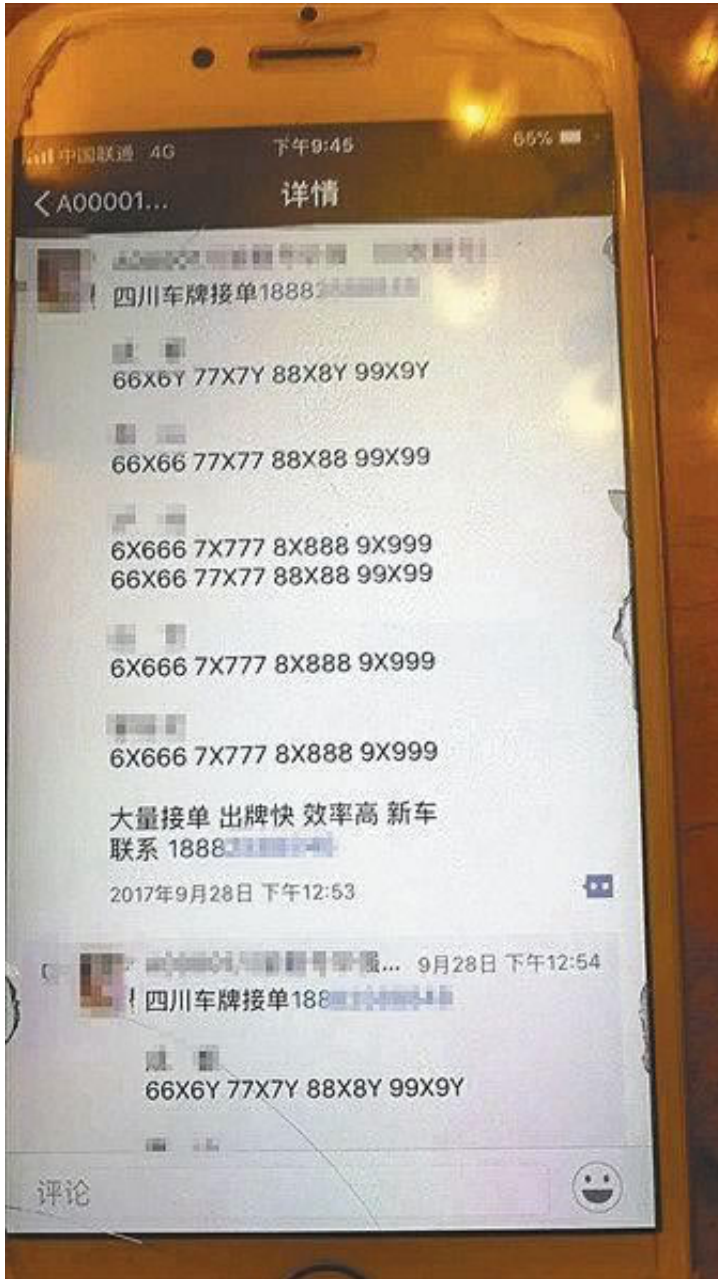 中国联通 4G 下午9:45 66%
A00001... 详情
四川车牌接单1888
66X6Y 77X7Y 88X8Y 99X9Y
66X66 77X77 88X88 99X99
6X666 7X777 8X888 9X999
66X66 77X77 88X88 99X99
6X666 7X777 8X888 9X999
6X666 7X777 8X888 9X999
大量接单 出牌快 效率高 新车
联系 1888
2017年9月28日 下午12:53
... 9月28日 下午12:54
四川车牌接单188
66X6Y 77X7Y 88X8Y 99X9Y
评论